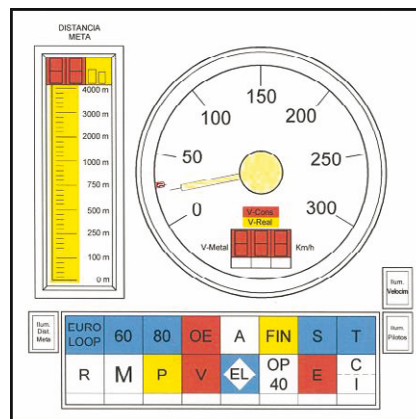 DISTANCIA
META
4000 m
3000 m
2000 m
1000 m
750 m
500 m
250 m
100 m
0 m
0
50
100
150
200
250
300
V-Cons
V-Real
V-Metal
Km/h
Ilum.
Velocim
Ilum.
Dist.
Meta
Ilum.
Pilotos
EURO
LOOP
60
80
OE
A
FIN
S
T
R
M
P
V
EL
OP
40
E
C
I